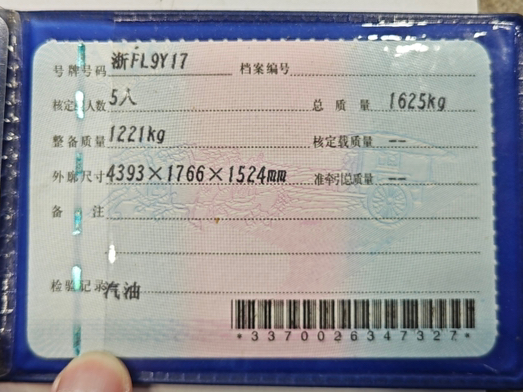 号牌号码 浙FL9Y17 档案编号
核定载人数 5人 总质量 1625kg
整备质量 1221kg 核定载质量 --
外廓尺寸 4393×1766×1524mm 准牵引总质量 --
备注
检验记录 汽油
*3370026347327*